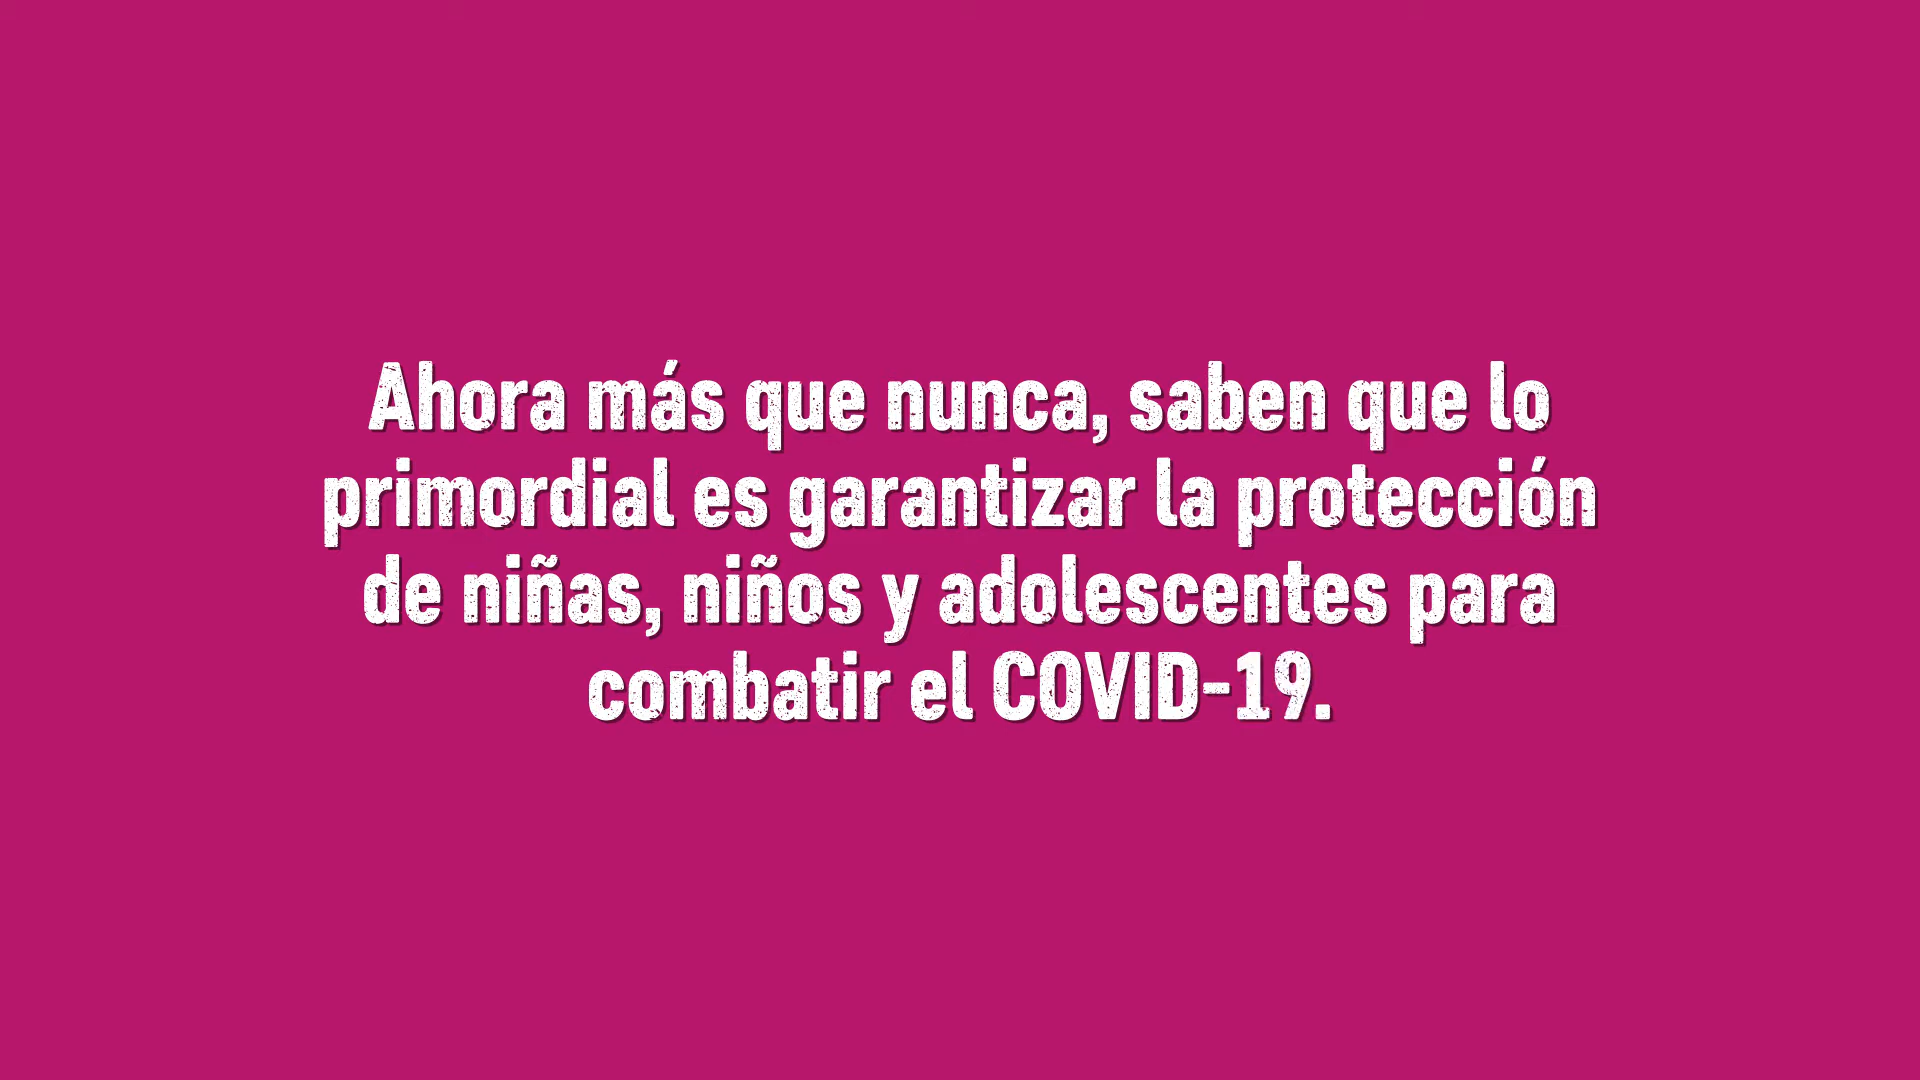 Ahora más que nunca, saben que lo
primordial es garantizar la protección
de niñas, niños y adolescentes para
combatir el COVID-19.